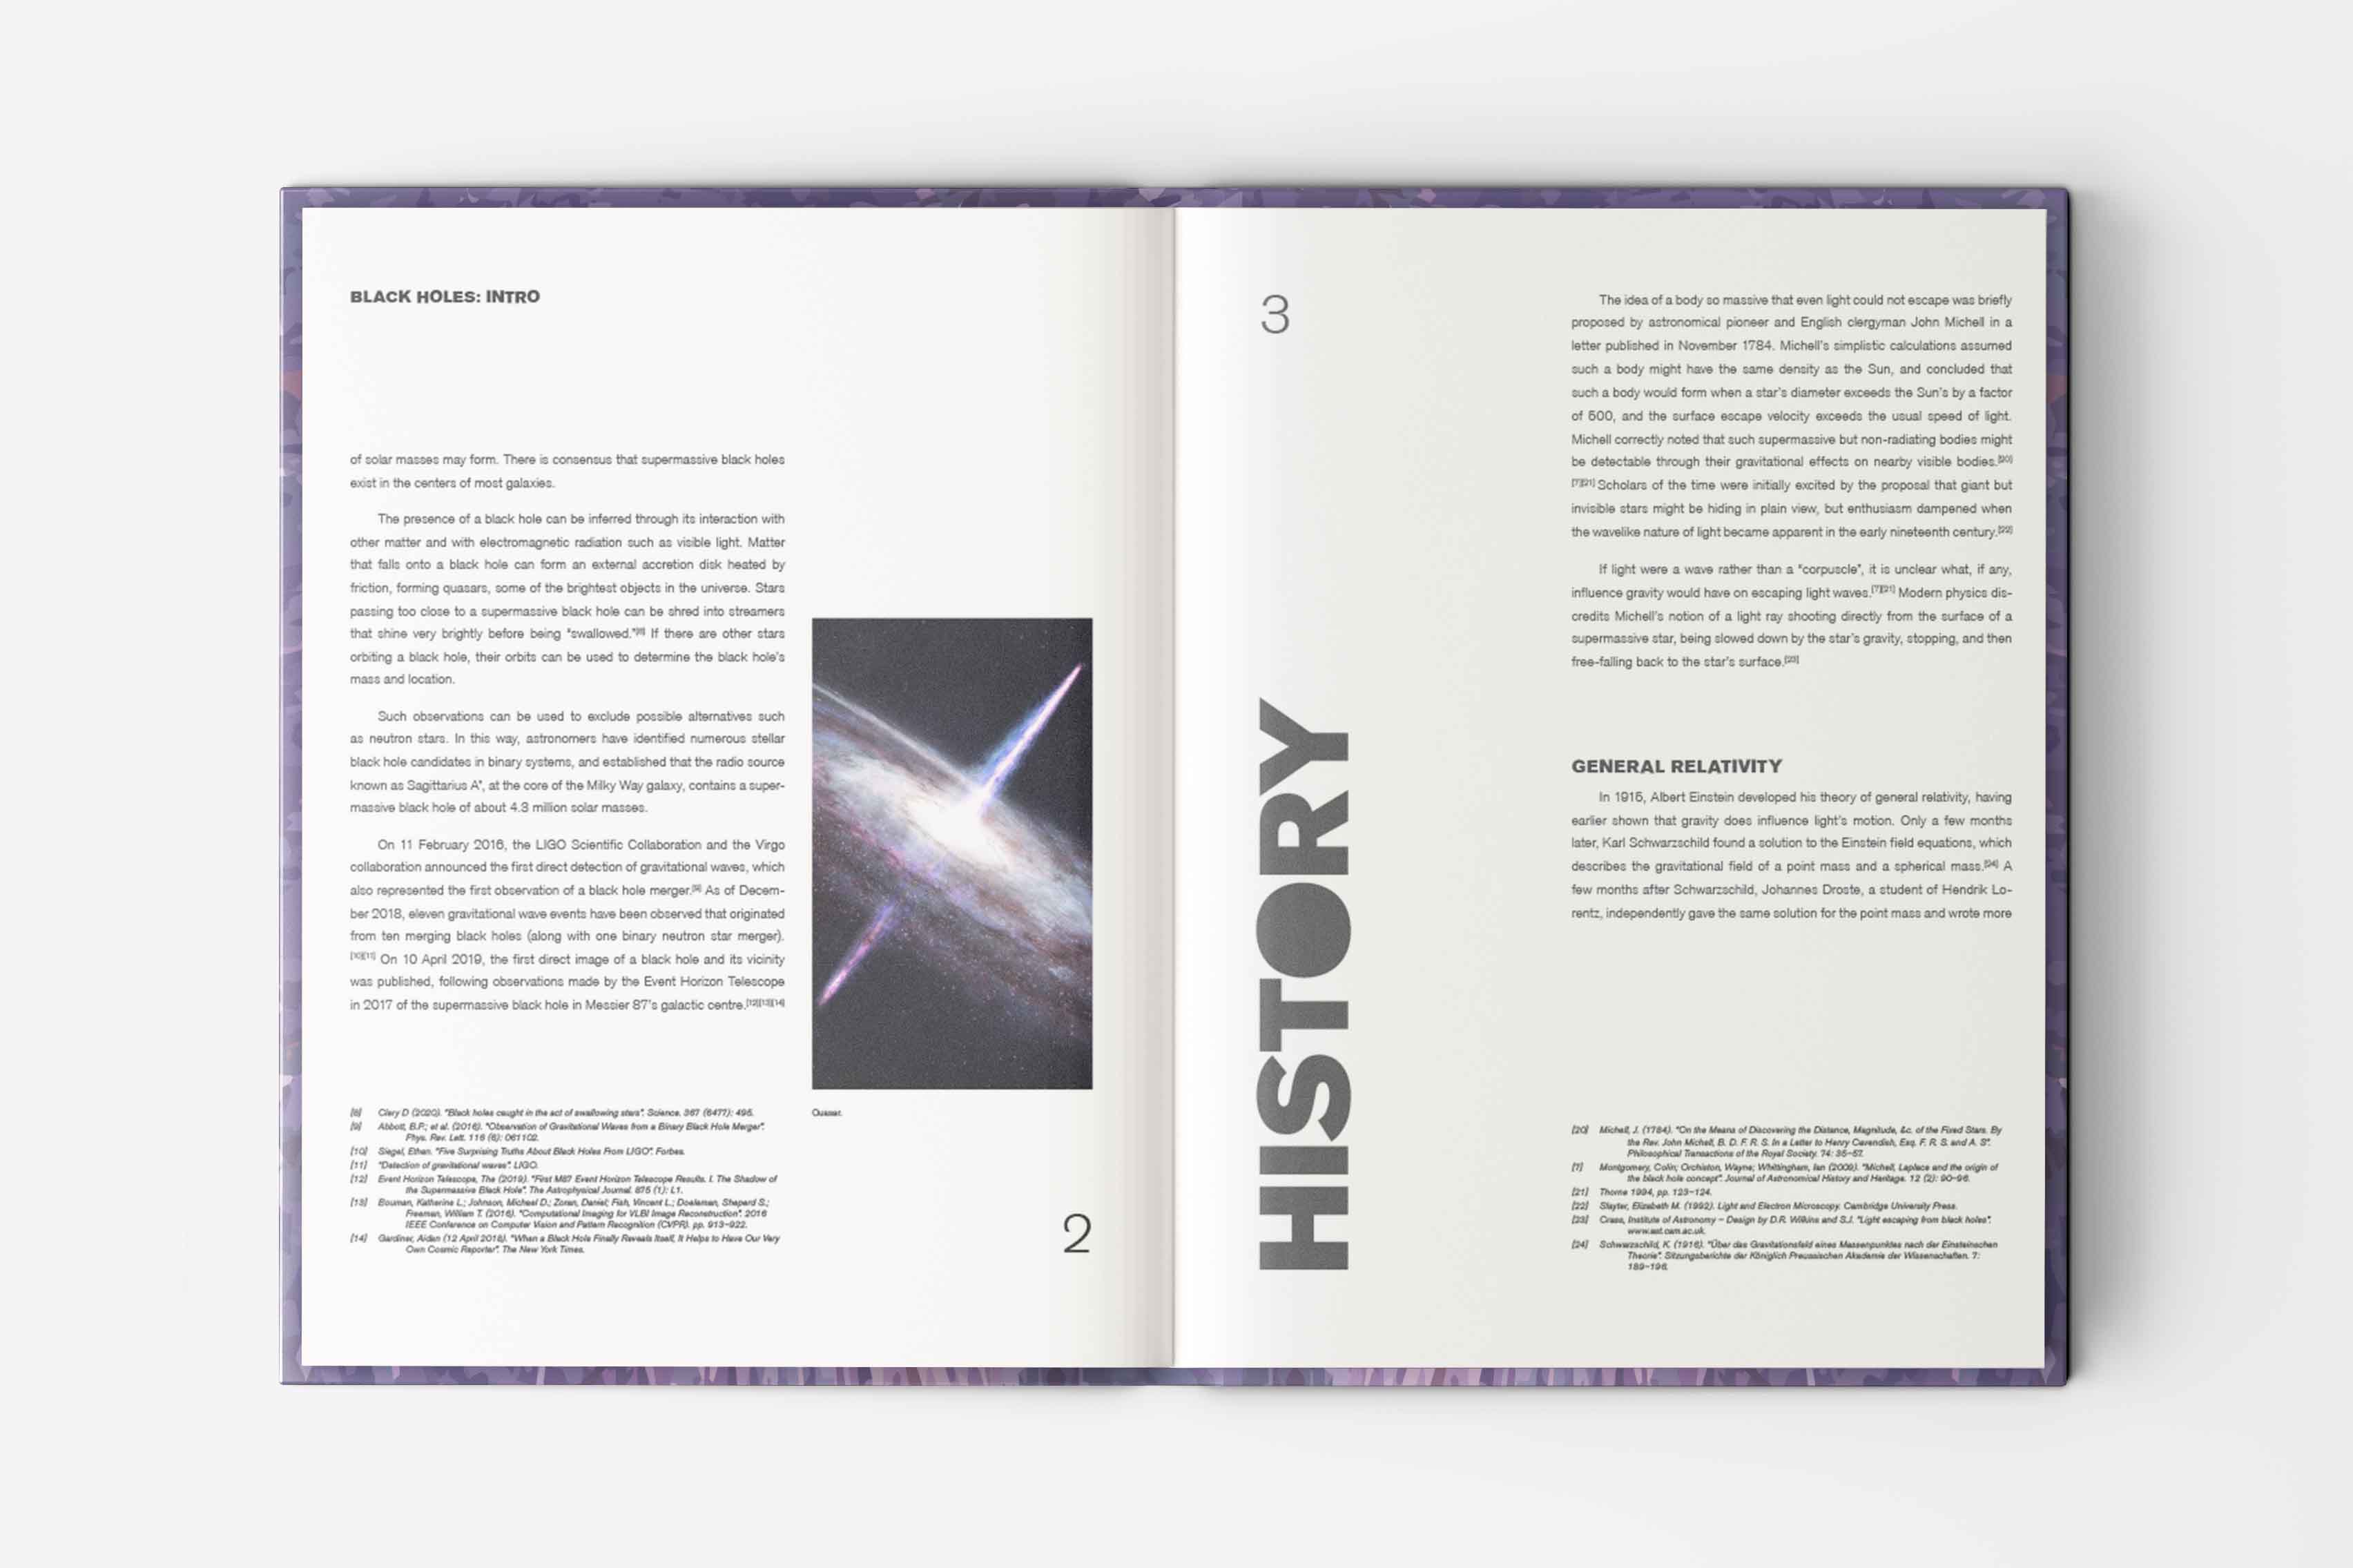 BLACK HOLES: INTRO
of solar masses may form. There is consensus that supermassive black holes
exist in the centers of most galaxies.
The presence of a black hole can be inferred through its interaction with
other matter and with electromagnetic radiation such as visible light. Matter
that falls onto a black hole can form an external accretion disk heated by
friction, forming quasars, some of the brightest objects in the universe. Stars
passing too close to a supermassive black hole can be shred into streamers
that shine very brightly before being "swallowed."[8] If there are other stars
orbiting a black hole, their orbits can be used to determine the black hole's
mass and location.
Such observations can be used to exclude possible alternatives such
as neutron stars. In this way, astronomers have identified numerous stellar
black hole candidates in binary systems, and established that the radio source
known as Sagittarius A*, at the core of the Milky Way galaxy, contains a super-
massive black hole of about 4.3 million solar masses.
On 11 February 2016, the LIGO Scientific Collaboration and the Virgo
collaboration announced the first direct detection of gravitational waves, which
also represented the first observation of a black hole merger.[9] As of Decem-
ber 2018, eleven gravitational wave events have been observed that originated
from ten merging black holes (along with one binary neutron star merger).
[10][11] On 10 April 2019, the first direct image of a black hole and its vicinity
was published, following observations made by the Event Horizon Telescope
in 2017 of the supermassive black hole in Messier 87's galactic centre.[12][13][14]
Quasar.
[8] Clery D (2020). "Black holes caught in the act of swallowing stars". Science. 367 (6477): 495.
[9] Abbott, B.P.; et al. (2016). "Observation of Gravitational Waves from a Binary Black Hole Merger".
Phys. Rev. Lett. 116 (6): 061102.
[10] Siegel, Ethan. "Five Surprising Truths About Black Holes From LIGO". Forbes.
[11] "Detection of gravitational waves". LIGO.
[12] Event Horizon Telescope, The (2019). "First M87 Event Horizon Telescope Results. I. The Shadow of
the Supermassive Black Hole". The Astrophysical Journal. 875 (1): L1.
[13] Bouman, Katherine L.; Johnson, Michael D.; Zoran, Daniel; Fish, Vincent L.; Doeleman, Sheperd S.;
Freeman, William T. (2016). "Computational Imaging for VLBI Image Reconstruction". 2016
IEEE Conference on Computer Vision and Pattern Recognition (CVPR). pp. 913–922.
[14] Gardiner, Aidan (12 April 2018). "When a Black Hole Finally Reveals Itself, It Helps to Have Our Very
Own Cosmic Reporter". The New York Times.
2
3
HISTORY
The idea of a body so massive that even light could not escape was briefly
proposed by astronomical pioneer and English clergyman John Michell in a
letter published in November 1784. Michell's simplistic calculations assumed
such a body might have the same density as the Sun, and concluded that
such a body would form when a star's diameter exceeds the Sun's by a factor
of 500, and the surface escape velocity exceeds the usual speed of light.
Michell correctly noted that such supermassive but non-radiating bodies might
be detectable through their gravitational effects on nearby visible bodies.[20]
[7][21] Scholars of the time were initially excited by the proposal that giant but
invisible stars might be hiding in plain view, but enthusiasm dampened when
the wavelike nature of light became apparent in the early nineteenth century.[22]
If light were a wave rather than a "corpuscle", it is unclear what, if any,
influence gravity would have on escaping light waves.[7][21] Modern physics dis-
credits Michell's notion of a light ray shooting directly from the surface of a
supermassive star, being slowed down by the star's gravity, stopping, and then
free-falling back to the star's surface.[23]
GENERAL RELATIVITY
In 1915, Albert Einstein developed his theory of general relativity, having
earlier shown that gravity does influence light's motion. Only a few months
later, Karl Schwarzschild found a solution to the Einstein field equations, which
describes the gravitational field of a point mass and a spherical mass.[24] A
few months after Schwarzschild, Johannes Droste, a student of Hendrik Lo-
rentz, independently gave the same solution for the point mass and wrote more
[20] Michell, J. (1784). "On the Means of Discovering the Distance, Magnitude, &c. of the Fixed Stars. By
the Rev. John Michell, B. D. F. R. S. In a Letter to Henry Cavendish, Esq. F. R. S. and A. S".
Philosophical Transactions of the Royal Society. 74: 35–57.
[7] Montgomery, Colin; Orchiston, Wayne; Whittingham, Ian (2009). "Michell, Laplace and the origin of
the black hole concept". Journal of Astronomical History and Heritage. 12 (2): 90–96.
[21] Thorne 1994, pp. 123–124.
[22] Slayter, Elizabeth M. (1992). Light and Electron Microscopy. Cambridge University Press.
[23] Crass, Institute of Astronomy – Design by D.R. Wilkins and S.J. "Light escaping from black holes".
www.ast.cam.ac.uk.
[24] Schwarzschild, K. (1916). "Über das Gravitationsfeld eines Massenpunktes nach der Einsteinschen
Theorie". Sitzungsberichte der Königlich Preussischen Akademie der Wissenschaften. 7:
189–196.